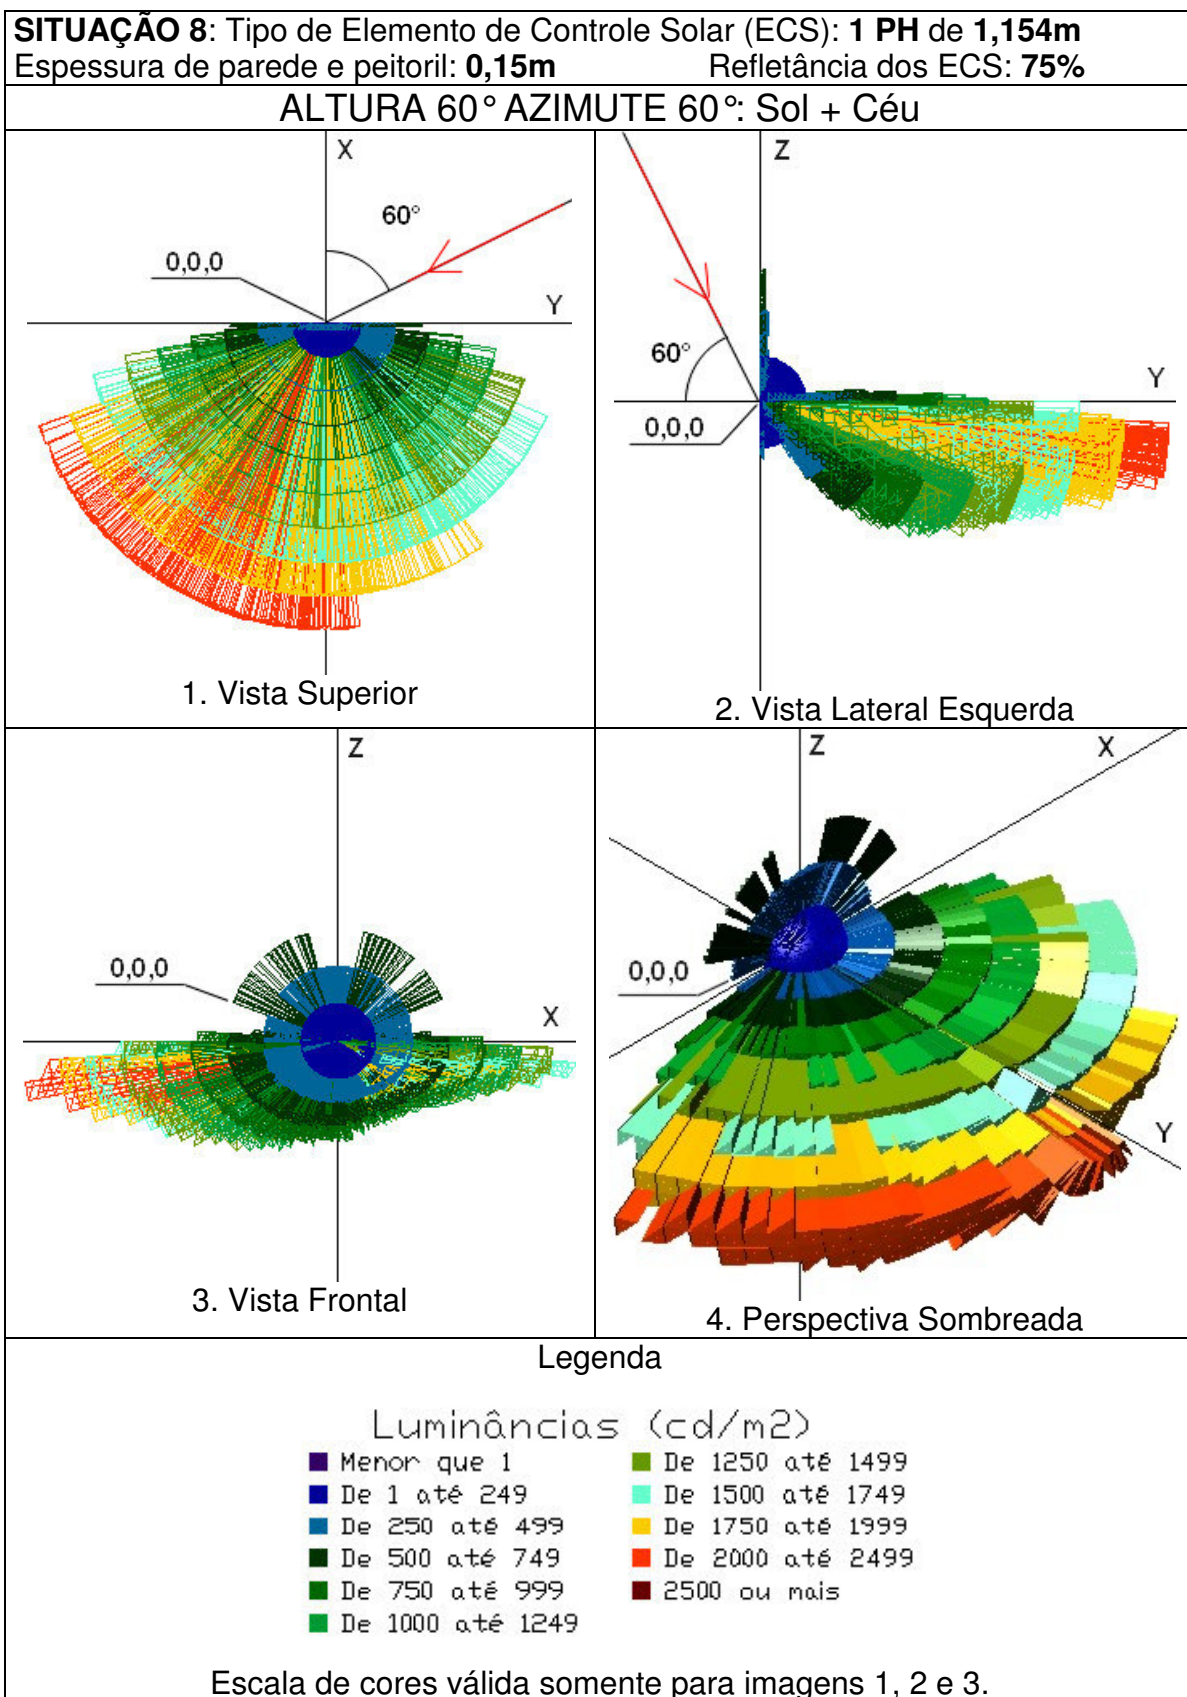 SITUAÇÃO 8: Tipo de Elemento de Controle Solar (ECS): 1 PH de 1,154m
Espessura de parede e peitoril: 0,15m Refletância dos ECS: 75%
ALTURA 60° AZIMUTE 60°: Sol + Céu
X
60°
0,0,0
Y
1. Vista Superior
Z
60°
Y
0,0,0
2. Vista Lateral Esquerda
Z
0,0,0
X
3. Vista Frontal
Z
X
0,0,0
Y
4. Perspectiva Sombreada
Legenda
Luminâncias (cd/m2)
Menor que 1
De 1 até 249
De 250 até 499
De 500 até 749
De 750 até 999
De 1000 até 1249
De 1250 até 1499
De 1500 até 1749
De 1750 até 1999
De 2000 até 2499
2500 ou mais
Escala de cores válida somente para imagens 1, 2 e 3.